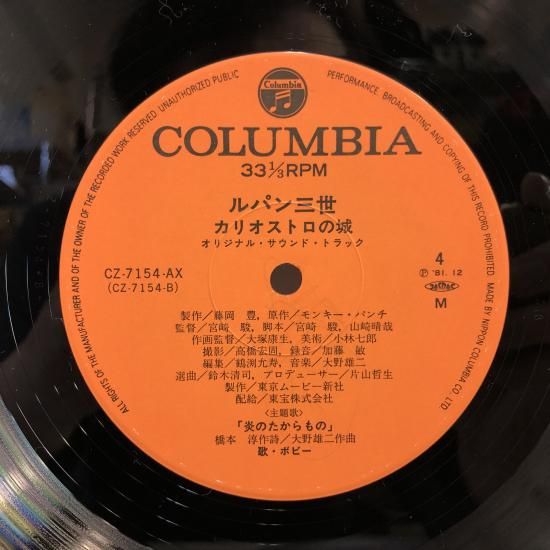 ALL RIGHTS OF THE MANUFACTURER AND OF THE OWNER OF THE RECORDED WORK RESERVED UNAUTHORIZED PUBLIC PERFORMANCE BROADCASTING AND COPYING OF THIS RECORD PROHIBITED. MADE BY NIPPON COLUMBIA CO., LTD.
Columbia
COLUMBIA
33⅓RPM
ルパン三世
カリオストロの城
オリジナル・サウンド・トラック
CZ-7154-AX
(CZ-7154-B)
4
Ⓟ '81. 12
M
製作/藤岡 豊, 原作/モンキー・パンチ
監督/宮崎 駿, 脚本/宮崎 駿, 山崎晴哉
作画監督/大塚康生, 美術/小林七郎
撮影/高橋宏固, 録音/加藤 敏
編集/鶴渕允寿, 音楽/大野雄二
選曲/鈴木清司, プロデューサー/片山哲生
製作/東京ムービー新社
配給/東宝株式会社
〈主題歌〉
「炎のたからもの」
橋本 淳作詩/大野雄二作曲
歌・ボビー